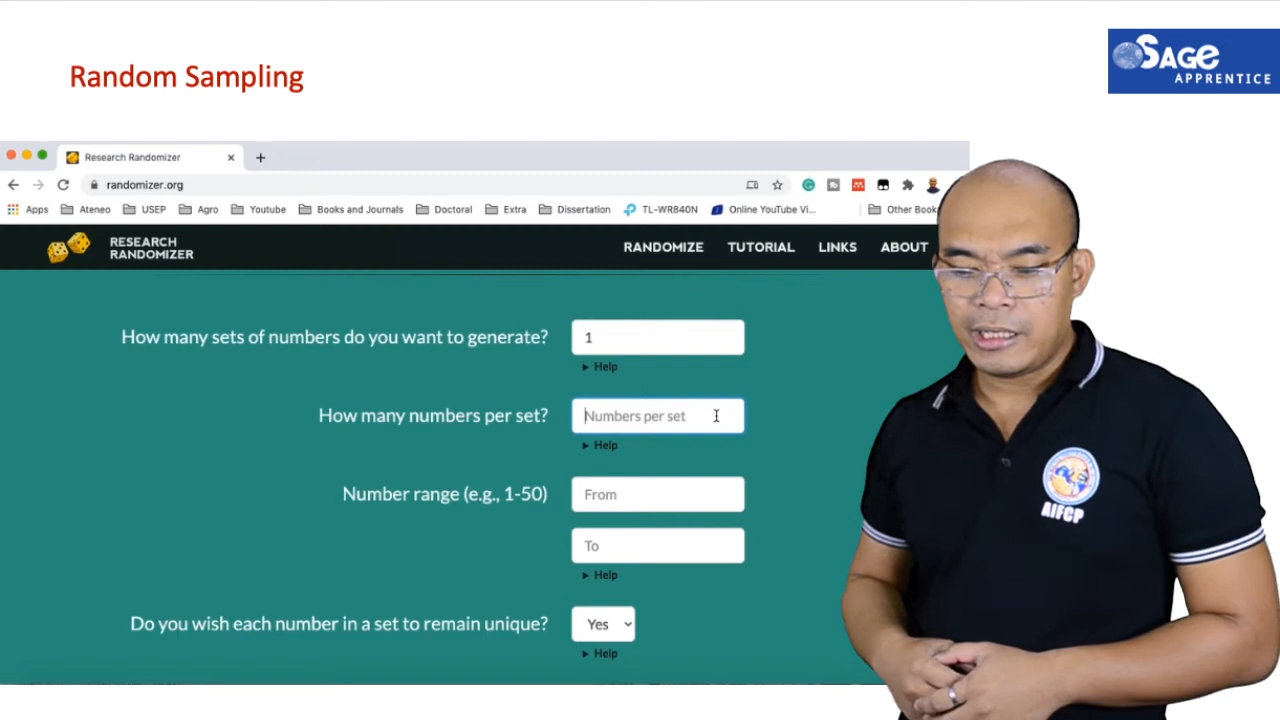 Random Sampling
SAGE
APPRENTICE
Research Randomizer
randomizer.org
Apps Ateneo USEP Agro Youtube Books and Journals Doctoral Extra Dissertation TL-WR840N Online YouTube Vi... Other Book
RESEARCH
RANDOMIZER
RANDOMIZE TUTORIAL LINKS ABOUT
How many sets of numbers do you want to generate? 1
Help
How many numbers per set? Numbers per set
Help
Number range (e.g., 1-50) From
To
Help
Do you wish each number in a set to remain unique? Yes
Help
AIFCP